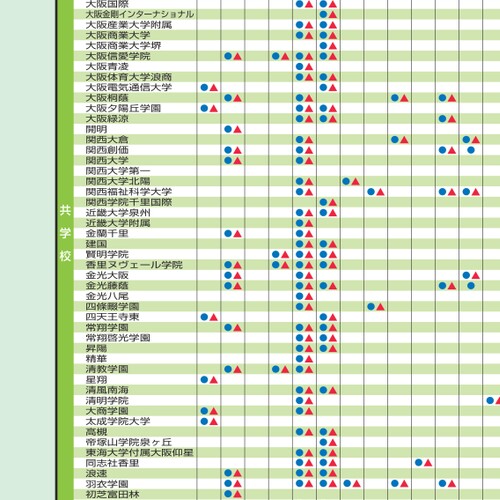 共学校
大阪国際
大阪金剛インターナショナル
大阪産業大学附属
大阪商業大学
大阪商業大学堺
大阪信愛学院
大阪青凌
大阪体育大学浪商
大阪電気通信大学
大阪桐蔭
大阪夕陽丘学園
大阪緑涼
開明
関西大倉
関西創価
関西大学
関西大学第一
関西大学北陽
関西福祉科学大学
関西学院千里国際
近畿大学泉州
近畿大学附属
金蘭千里
建国
賢明学院
香里ヌヴェール学院
金光大阪
金光藤蔭
金光八尾
四條畷学園
四天王寺東
常翔学園
常翔啓光学園
昇陽
精華
清教学園
星翔
清風南海
清明学院
大商学園
太成学院大学
高槻
帝塚山学院泉ヶ丘
東海大学付属大阪仰星
同志社香里
浪速
羽衣学園
初芝富田林